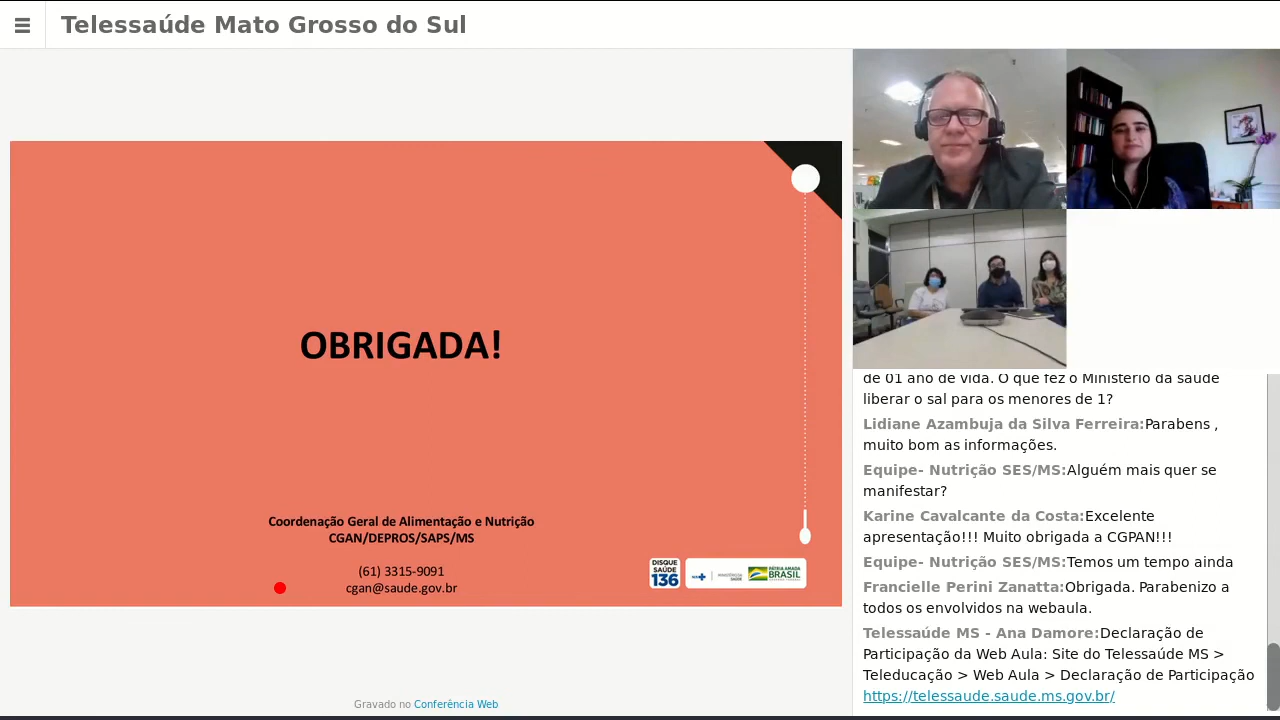 Telessaúde Mato Grosso do Sul
OBRIGADA!
Coordenação Geral de Alimentação e Nutrição
CGAN/DEPROS/SAPS/MS
(61) 3315-9091
cgan@saude.gov.br
DISQUE
SAÚDE
136
SUS
MINISTÉRIO DA
SAÚDE
PÁTRIA AMADA
BRASIL
Gravado no Conferência Web
de 01 ano de vida. O que fez o Ministerio da saude
liberar o sal para os menores de 1?
Lidiane Azambuja da Silva Ferreira:Parabens ,
muito bom as informações.
Equipe- Nutrição SES/MS:Alguém mais quer se
manifestar?
Karine Cavalcante da Costa:Excelente
apresentação!!! Muito obrigada a CGPAN!!!
Equipe- Nutrição SES/MS:Temos um tempo ainda
Francielle Perini Zanatta:Obrigada. Parabenizo a
todos os envolvidos na webaula.
Telessaúde MS - Ana Damore:Declaração de
Participação da Web Aula: Site do Telessaúde MS >
Teleducação > Web Aula > Declaração de Participação
https://telessaude.saude.ms.gov.br/